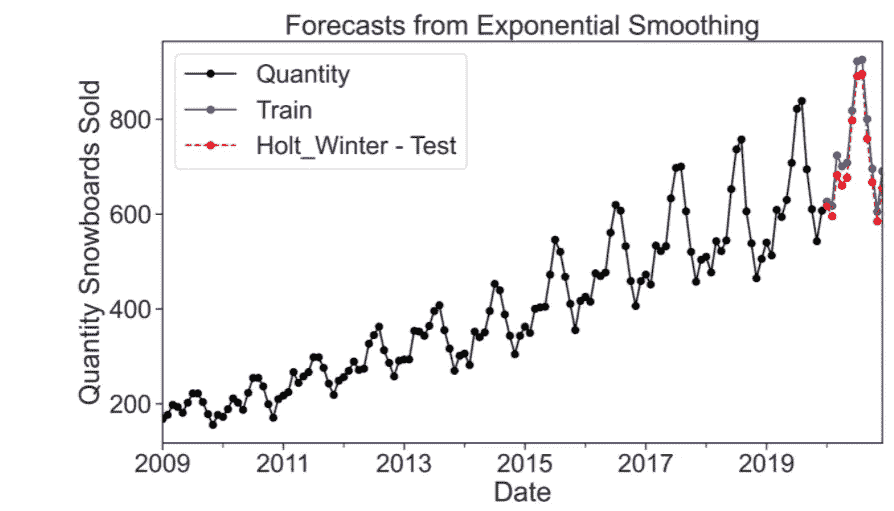 Forecasts from Exponential Smoothing
Quantity
Train
Holt_Winter - Test
Quantity Snowboards Sold
800
600
400
200
2009 2011 2013 2015 2017 2019
Date